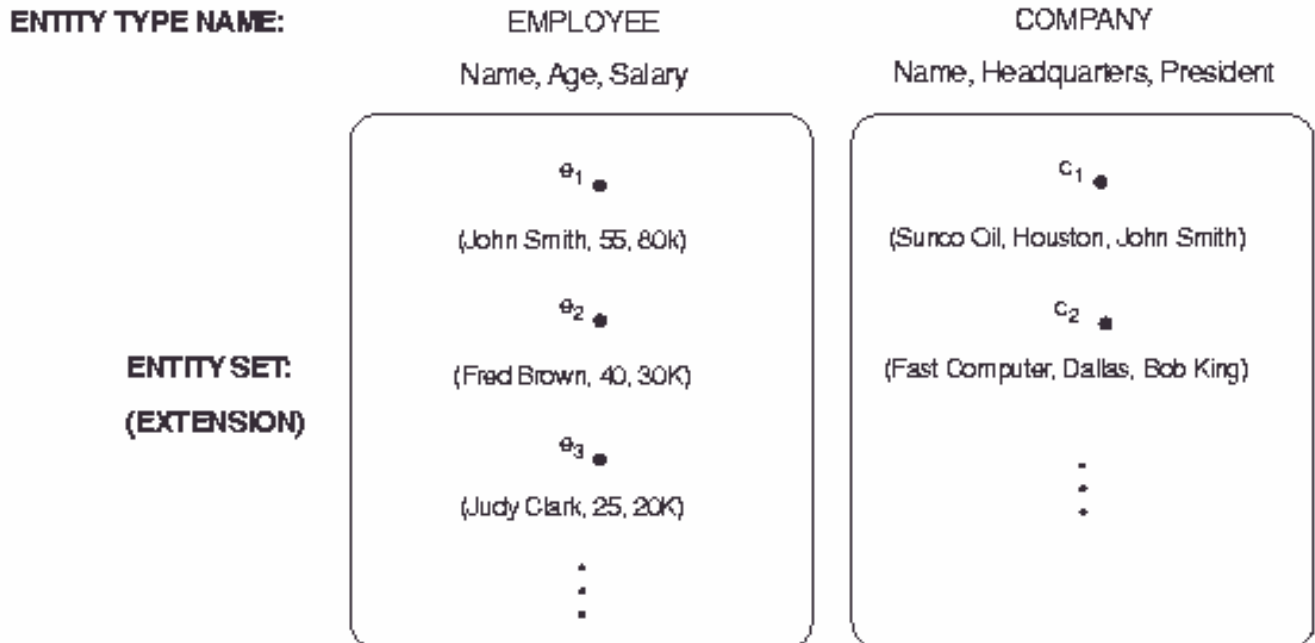 ENTITY TYPE NAME: EMPLOYEE COMPANY
Name, Age, Salary Name, Headquarters, President
e1 c1
(John Smith, 55, 80k) (Sunco Oil, Houston, John Smith)
e2 c2
ENTITY SET: (Fred Brown, 40, 30K) (Fast Computer, Dallas, Bob King)
(EXTENSION)
e3
(Judy Clark, 25, 20K)